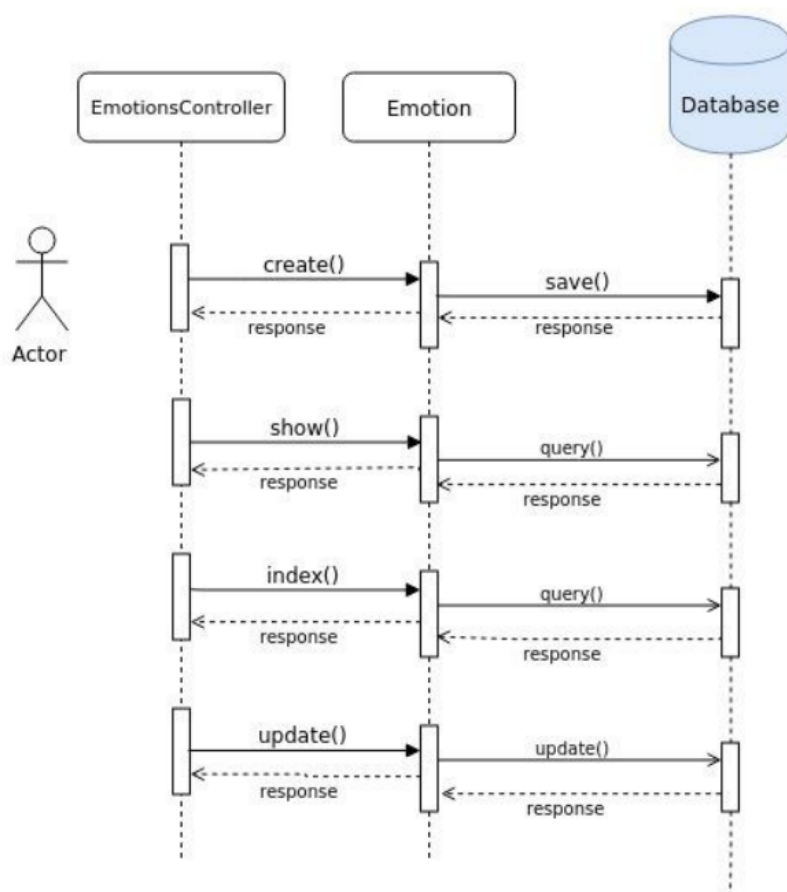 EmotionsController
Emotion
Database
Actor
create()
save()
response
response
show()
query()
response
response
index()
query()
response
response
update()
update()
response
response